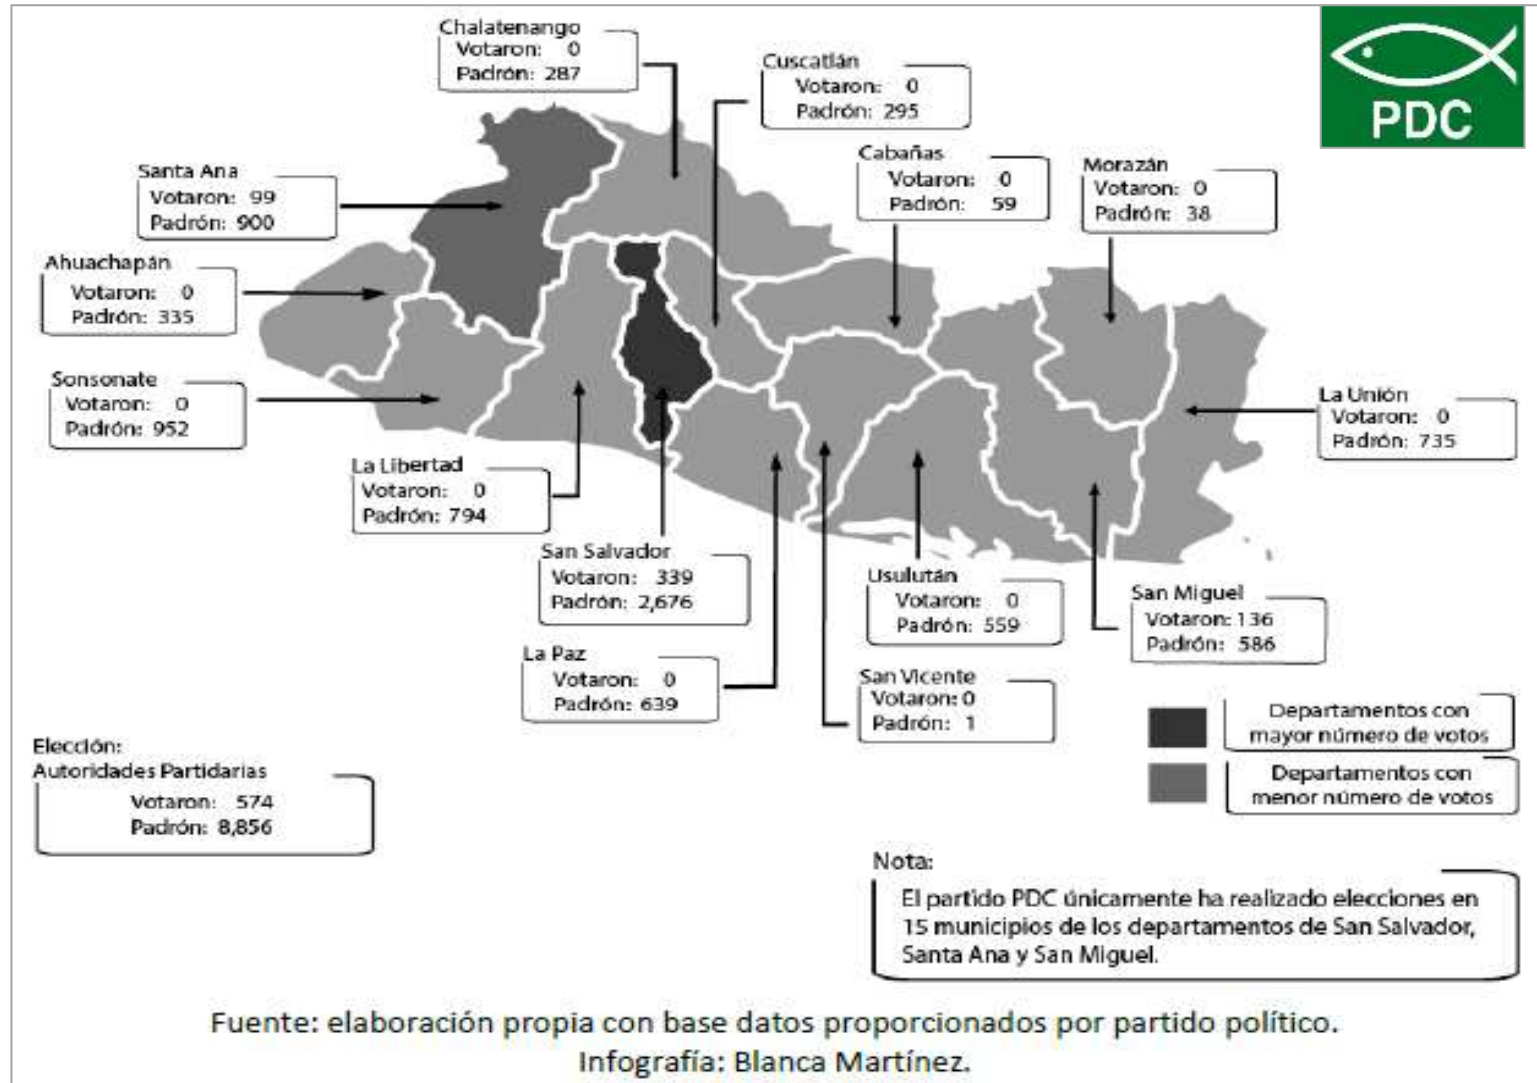 Chalatenango
Votaron: 0
Padrón: 287
PDC
Cuscatlán
Votaron: 0
Padrón: 295
Cabañas
Votaron: 0
Padrón: 59
Morazán
Votaron: 0
Padrón: 38
Santa Ana
Votaron: 99
Padrón: 900
Ahuachapán
Votaron: 0
Padrón: 335
Sonsonate
Votaron: 0
Padrón: 952
La Unión
Votaron: 0
Padrón: 735
La Libertad
Votaron: 0
Padrón: 794
San Salvador
Votaron: 339
Padrón: 2,676
Usulután
Votaron: 0
Padrón: 559
San Miguel
Votaron: 136
Padrón: 586
La Paz
Votaron: 0
Padrón: 639
San Vicente
Votaron: 0
Padrón: 1
Departamentos con
mayor número de votos
Departamentos con
menor número de votos
Elección:
Autoridades Partidarias
Votaron: 574
Padrón: 8,856
Nota:
El partido PDC únicamente ha realizado elecciones en
15 municipios de los departamentos de San Salvador,
Santa Ana y San Miguel.
Fuente: elaboración propia con base datos proporcionados por partido político.
Infografía: Blanca Martínez.